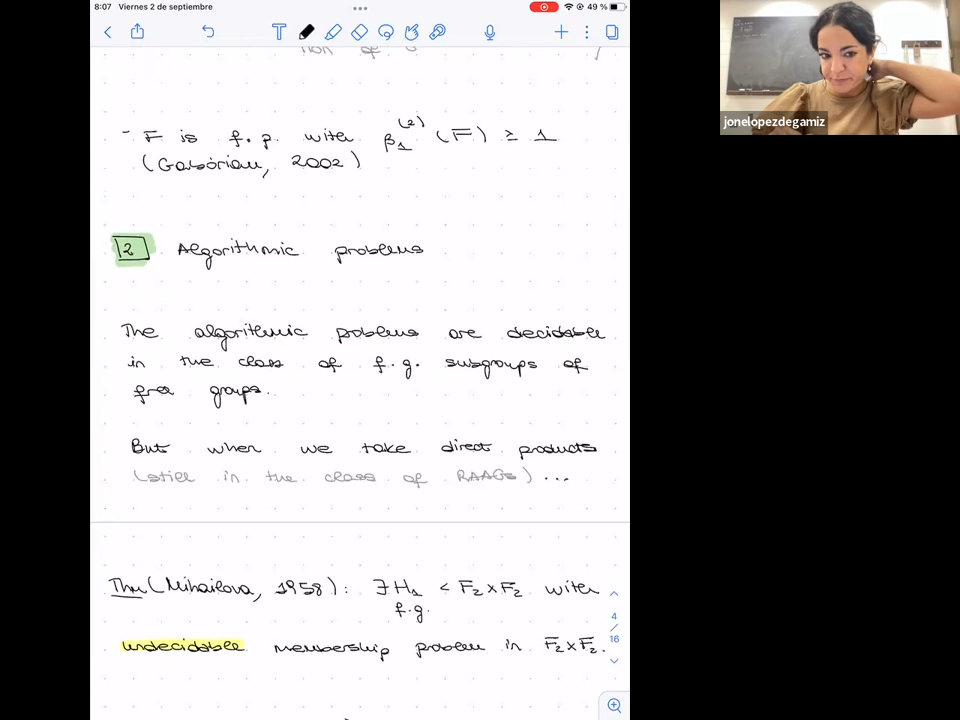 8:07 Viernes 2 de septiembre
49 %
- F is f.p. with β₁⁽²⁾(F) ≥ 1
(Gaboriau, 2002)
2 Algorithmic problems
The algorithmic problems are decidable
in the class of f.g. subgroups of
free groups.
But when we take direct products
(still in the class of RAAGs) ...
Thm (Mihailova, 1958): ∃ H₁ < F₂ × F₂ with
f.g.
undecidable membership problem in F₂ × F₂.
4
/
16
jonelopezdegamiz